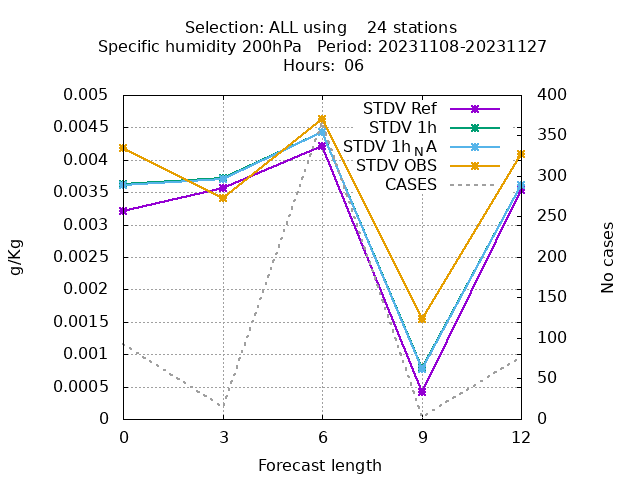 Selection: ALL using    24 stations
Specific humidity 200hPa   Period: 20231108-20231127
Hours:  06
STDV Ref
STDV 1h
STDV 1h_NA
STDV OBS
CASES
0.005
0.0045
0.004
0.0035
0.003
0.0025
0.002
0.0015
0.001
0.0005
0
400
350
300
250
200
150
100
50
0
g/Kg
No cases
0 3 6 9 12
Forecast length